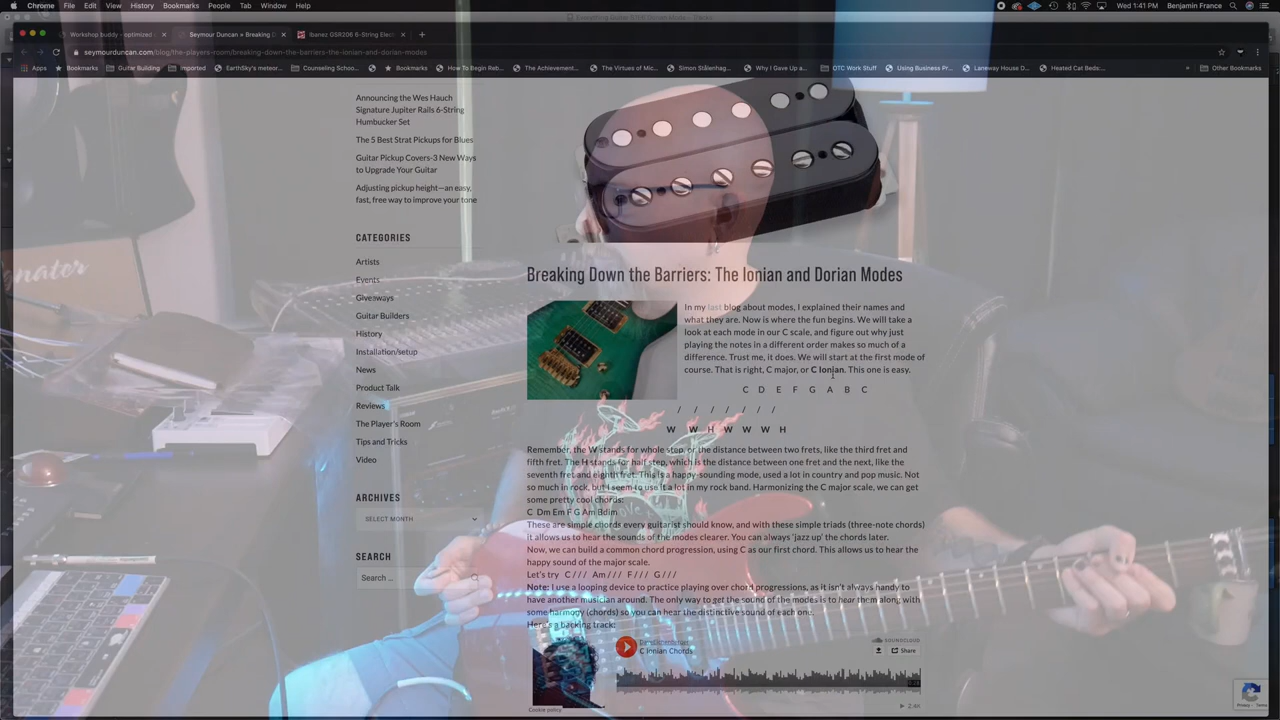 Chrome File Edit View History Bookmarks People Tab Window Help
Wed 1:41 PM Benjamin France
Workshop buddy - optimized
Seymour Duncan » Breaking D
Ibanez GSR206 6-String Elect
seymourduncan.com/blog/the-players-room/breaking-down-the-barriers-the-ionian-and-dorian-modes
Apps Bookmarks Guitar Building Imported EarthSky's meteor... Counseling Schoo... Bookmarks How To Begin Reb... The Achievement... The Virtues of Mic... Simon Stålenhag... Why I Gave Up a... OTC Work Stuff Using Business Pr... Laneway House D... Heated Cat Beds:... » Other Bookmarks
Announcing the Wes Hauch
Signature Jupiter Rails 6-String
Humbucker Set
The 5 Best Strat Pickups for Blues
Guitar Pickup Covers-3 New Ways
to Upgrade Your Guitar
Adjusting pickup height—an easy,
fast, free way to improve your tone
CATEGORIES
Artists
Events
Giveaways
Guitar Builders
History
Installation/setup
News
Product Talk
Reviews
The Player's Room
Tips and Tricks
Video
ARCHIVES
SELECT MONTH
SEARCH
Search ...
Breaking Down the Barriers: The Ionian and Dorian Modes
In my last blog about modes, I explained their names and
what they are. Now is where the fun begins. We will take a
look at each mode in our C scale, and figure out why just
playing the notes in a different order makes so much of a
difference. Trust me, it does. We will start at the first mode of
course. That is right, C major, or C Ionian. This one is easy.
C D E F G A B C
/ / / / / / /
W W H W W W H
Remember, the W stands for whole step, or the distance between two frets, like the third fret and
fifth fret. The H stands for half step, which is the distance between one fret and the next, like the
seventh fret and eighth fret. This is a happy-sounding mode, used a lot in country and pop music. Not
so much in rock, but I seem to use it a lot in my rock band. Harmonizing the C major scale, we can get
some pretty cool chords:
C Dm Em F G Am Bdim
These are simple chords every guitarist should know, and with these simple triads (three-note chords)
it allows us to hear the sounds of the modes clearer. You can always 'jazz up' the chords later.
Now, we can build a common chord progression, using C as our first chord. This allows us to hear the
happy sound of the major scale.
Let's try C / / / Am / / / F / / / G / / /
Note: I use a looping device to practice playing over chord progressions, as it isn't always handy to
have another musician around. The only way to get the sound of the modes is to hear them along with
some harmony (chords) so you can hear the distinctive sound of each one.
Here's a backing track:
C Ionian Chords
SOUNDCLOUD
Share
Cookie policy
2.4K
Privacy - Terms